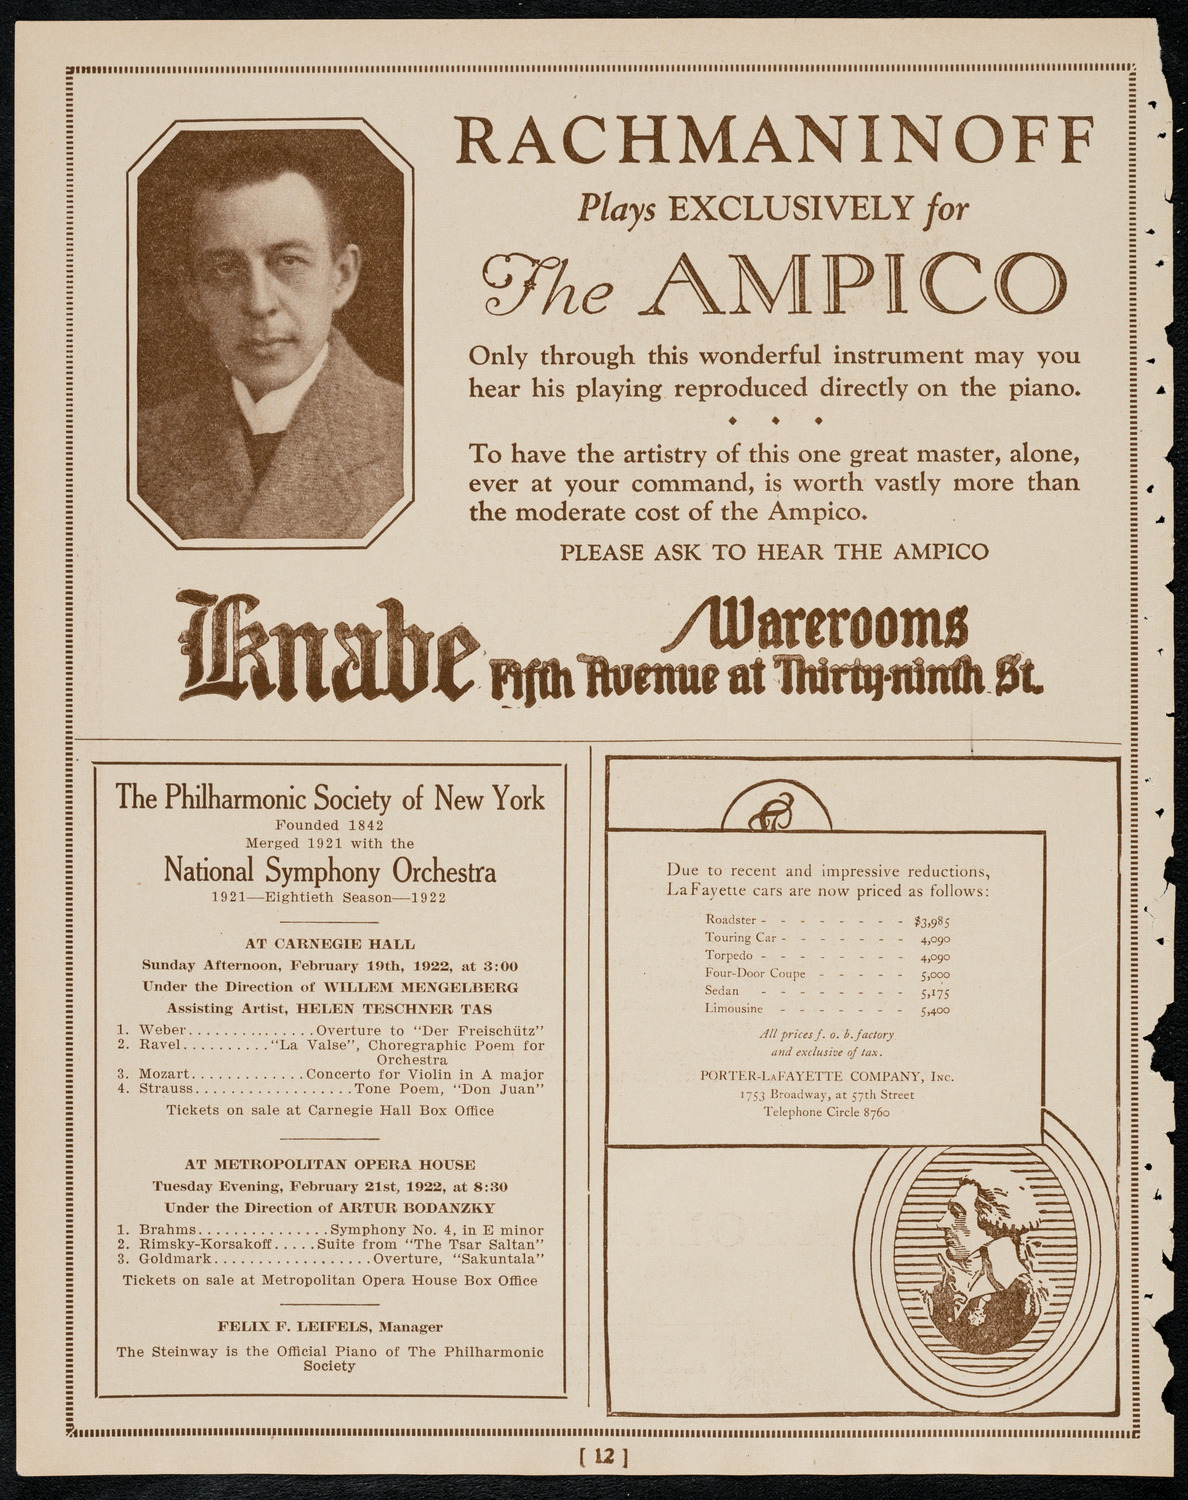 RACHMANINOFF
Plays EXCLUSIVELY for
The AMPICO
Only through this wonderful instrument may you
hear his playing reproduced directly on the piano.
To have the artistry of this one great master, alone,
ever at your command, is worth vastly more than
the moderate cost of the Ampico.
PLEASE ASK TO HEAR THE AMPICO
Knabe Warerooms
Fifth Avenue at Thirty-ninth St.
The Philharmonic Society of New York
Founded 1842
Merged 1921 with the
National Symphony Orchestra
1921—Eightieth Season—1922
AT CARNEGIE HALL
Sunday Afternoon, February 19th, 1922, at 3:00
Under the Direction of WILLEM MENGELBERG
Assisting Artist, HELEN TESCHNER TAS
1. Weber...............Overture to "Der Freischütz"
2. Ravel.........."La Valse", Choregraphic Poem for
Orchestra
3. Mozart.............Concerto for Violin in A major
4. Strauss..................Tone Poem, "Don Juan"
Tickets on sale at Carnegie Hall Box Office
AT METROPOLITAN OPERA HOUSE
Tuesday Evening, February 21st, 1922, at 8:30
Under the Direction of ARTUR BODANZKY
1. Brahms...............Symphony No. 4, in E minor
2. Rimsky-Korsakoff.....Suite from "The Tsar Saltan"
3. Goldmark..................Overture, "Sakuntala"
Tickets on sale at Metropolitan Opera House Box Office
FELIX F. LEIFELS, Manager
The Steinway is the Official Piano of The Philharmonic
Society
Due to recent and impressive reductions,
LaFayette cars are now priced as follows:
Roadster - - - - - - - - $3,985
Touring Car - - - - - - - 4,090
Torpedo - - - - - - - - 4,090
Four-Door Coupe - - - - - 5,000
Sedan - - - - - - - - 5,175
Limousine - - - - - - - 5,400
All prices f. o. b. factory
and exclusive of tax.
PORTER-LAFAYETTE COMPANY, Inc.
1753 Broadway, at 57th Street
Telephone Circle 8760
[ 12 ]